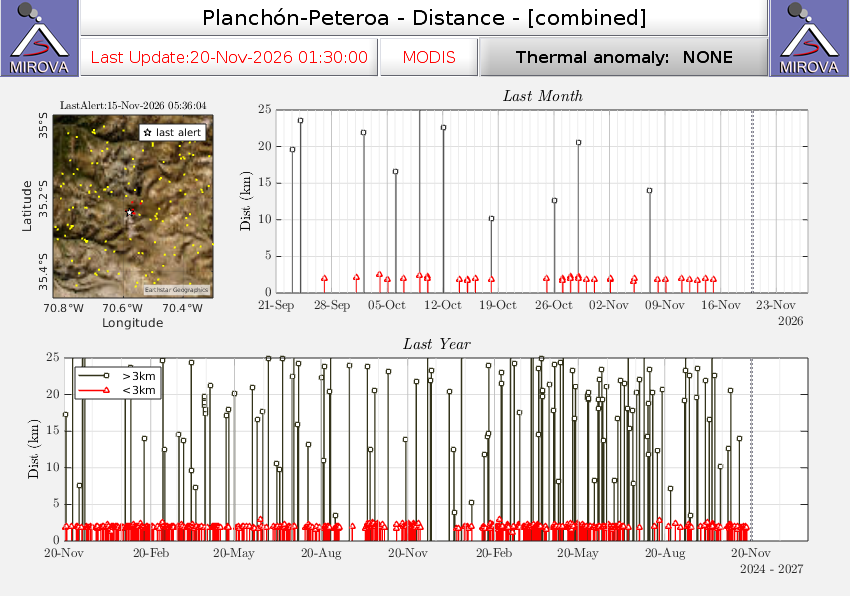 Planchón-Peteroa - Distance - [combined]
MIROVA
Last Update:20-Nov-2026 01:30:00
MODIS
Thermal anomaly: NONE
MIROVA
LastAlert:15-Nov-2026 05:36:04
last alert
35°S
35.2°S
35.4°S
Latitude
Earthstar Geographics
70.8°W 70.6°W 70.4°W
Longitude
Last Month
Dist (km)
25
20
15
10
5
0
21-Sep 28-Sep 05-Oct 12-Oct 19-Oct 26-Oct 02-Nov 09-Nov 16-Nov 23-Nov
2026
Last Year
Dist (km)
25
20
15
10
5
0
>3km
<3km
20-Nov 20-Feb 20-May 20-Aug 20-Nov 20-Feb 20-May 20-Aug 20-Nov
2024 - 2027